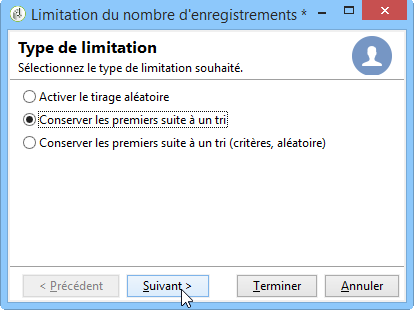 Limitation du nombre d'enregistrements *
Type de limitation
Sélectionnez le type de limitation souhaité.
Activer le tirage aléatoire
Conserver les premiers suite à un tri
Conserver les premiers suite à un tri (critères, aléatoire)
< Précédent Suivant > Terminer Annuler